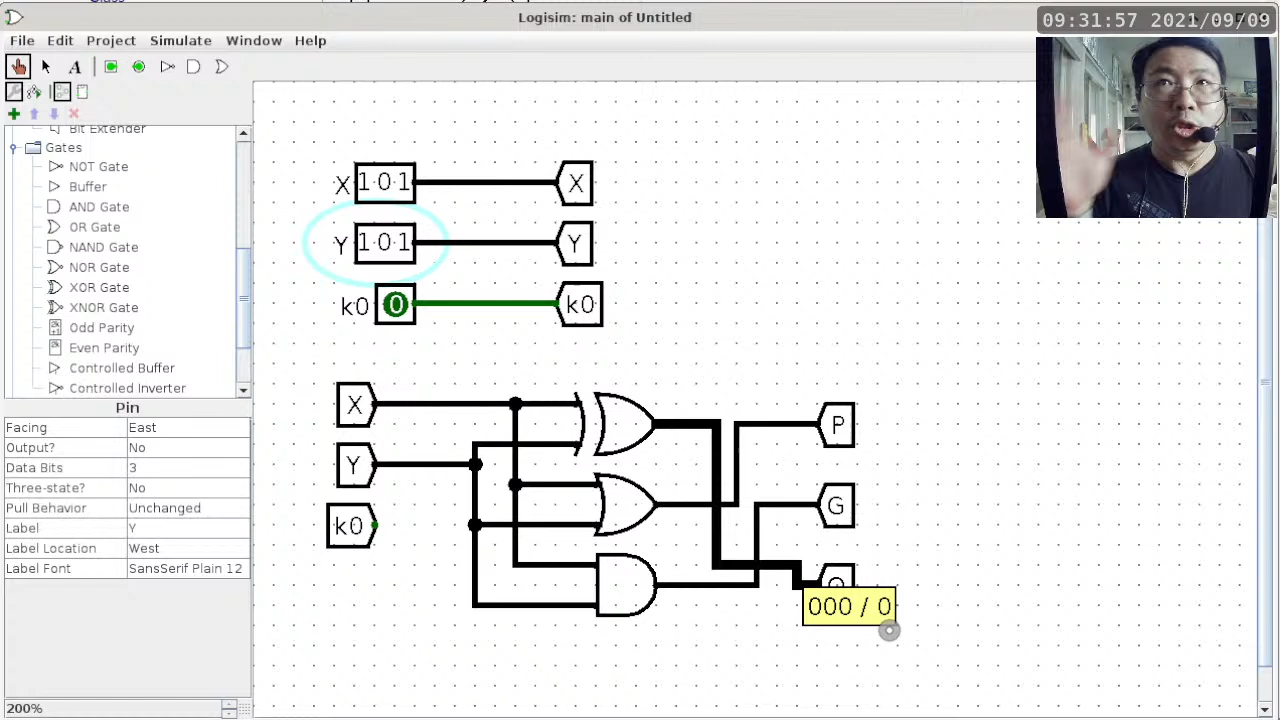 Logisim: main of Untitled
09:31:57 2021/09/09
File Edit Project Simulate Window Help
A
Bit Extender
Gates
NOT Gate
Buffer
AND Gate
OR Gate
NAND Gate
NOR Gate
XOR Gate
XNOR Gate
Odd Parity
Even Parity
Controlled Buffer
Controlled Inverter
Pin
Facing East
Output? No
Data Bits 3
Three-state? No
Pull Behavior Unchanged
Label Y
Label Location West
Label Font SansSerif Plain 12
200%
X 1 0 1 X
Y 1 0 1 Y
k0 0 k0
X
P
Y
G
k0
000 / 0